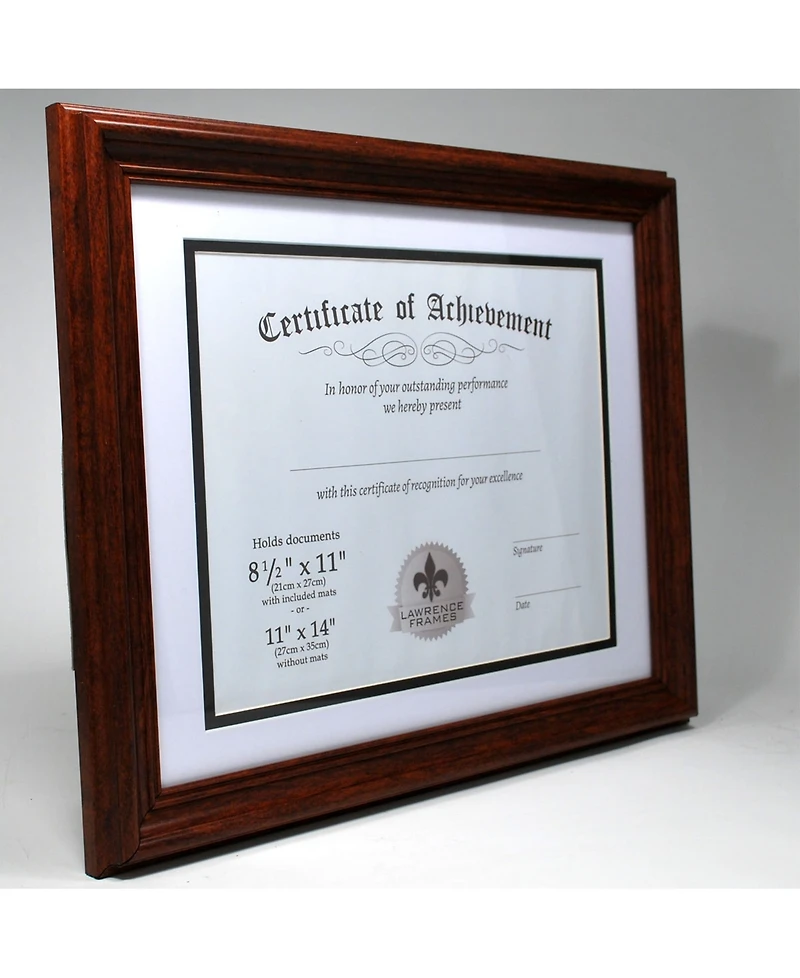 Certificate of Achievement
In honor of your outstanding performance
we hereby present
with this certificate of recognition for your excellence
Holds documents
8 1/2" x 11"
(21cm x 27cm)
with included mats
- or -
11" x 14"
(27cm x 35cm)
without mats
LAWRENCE
FRAMES
Signature
Date